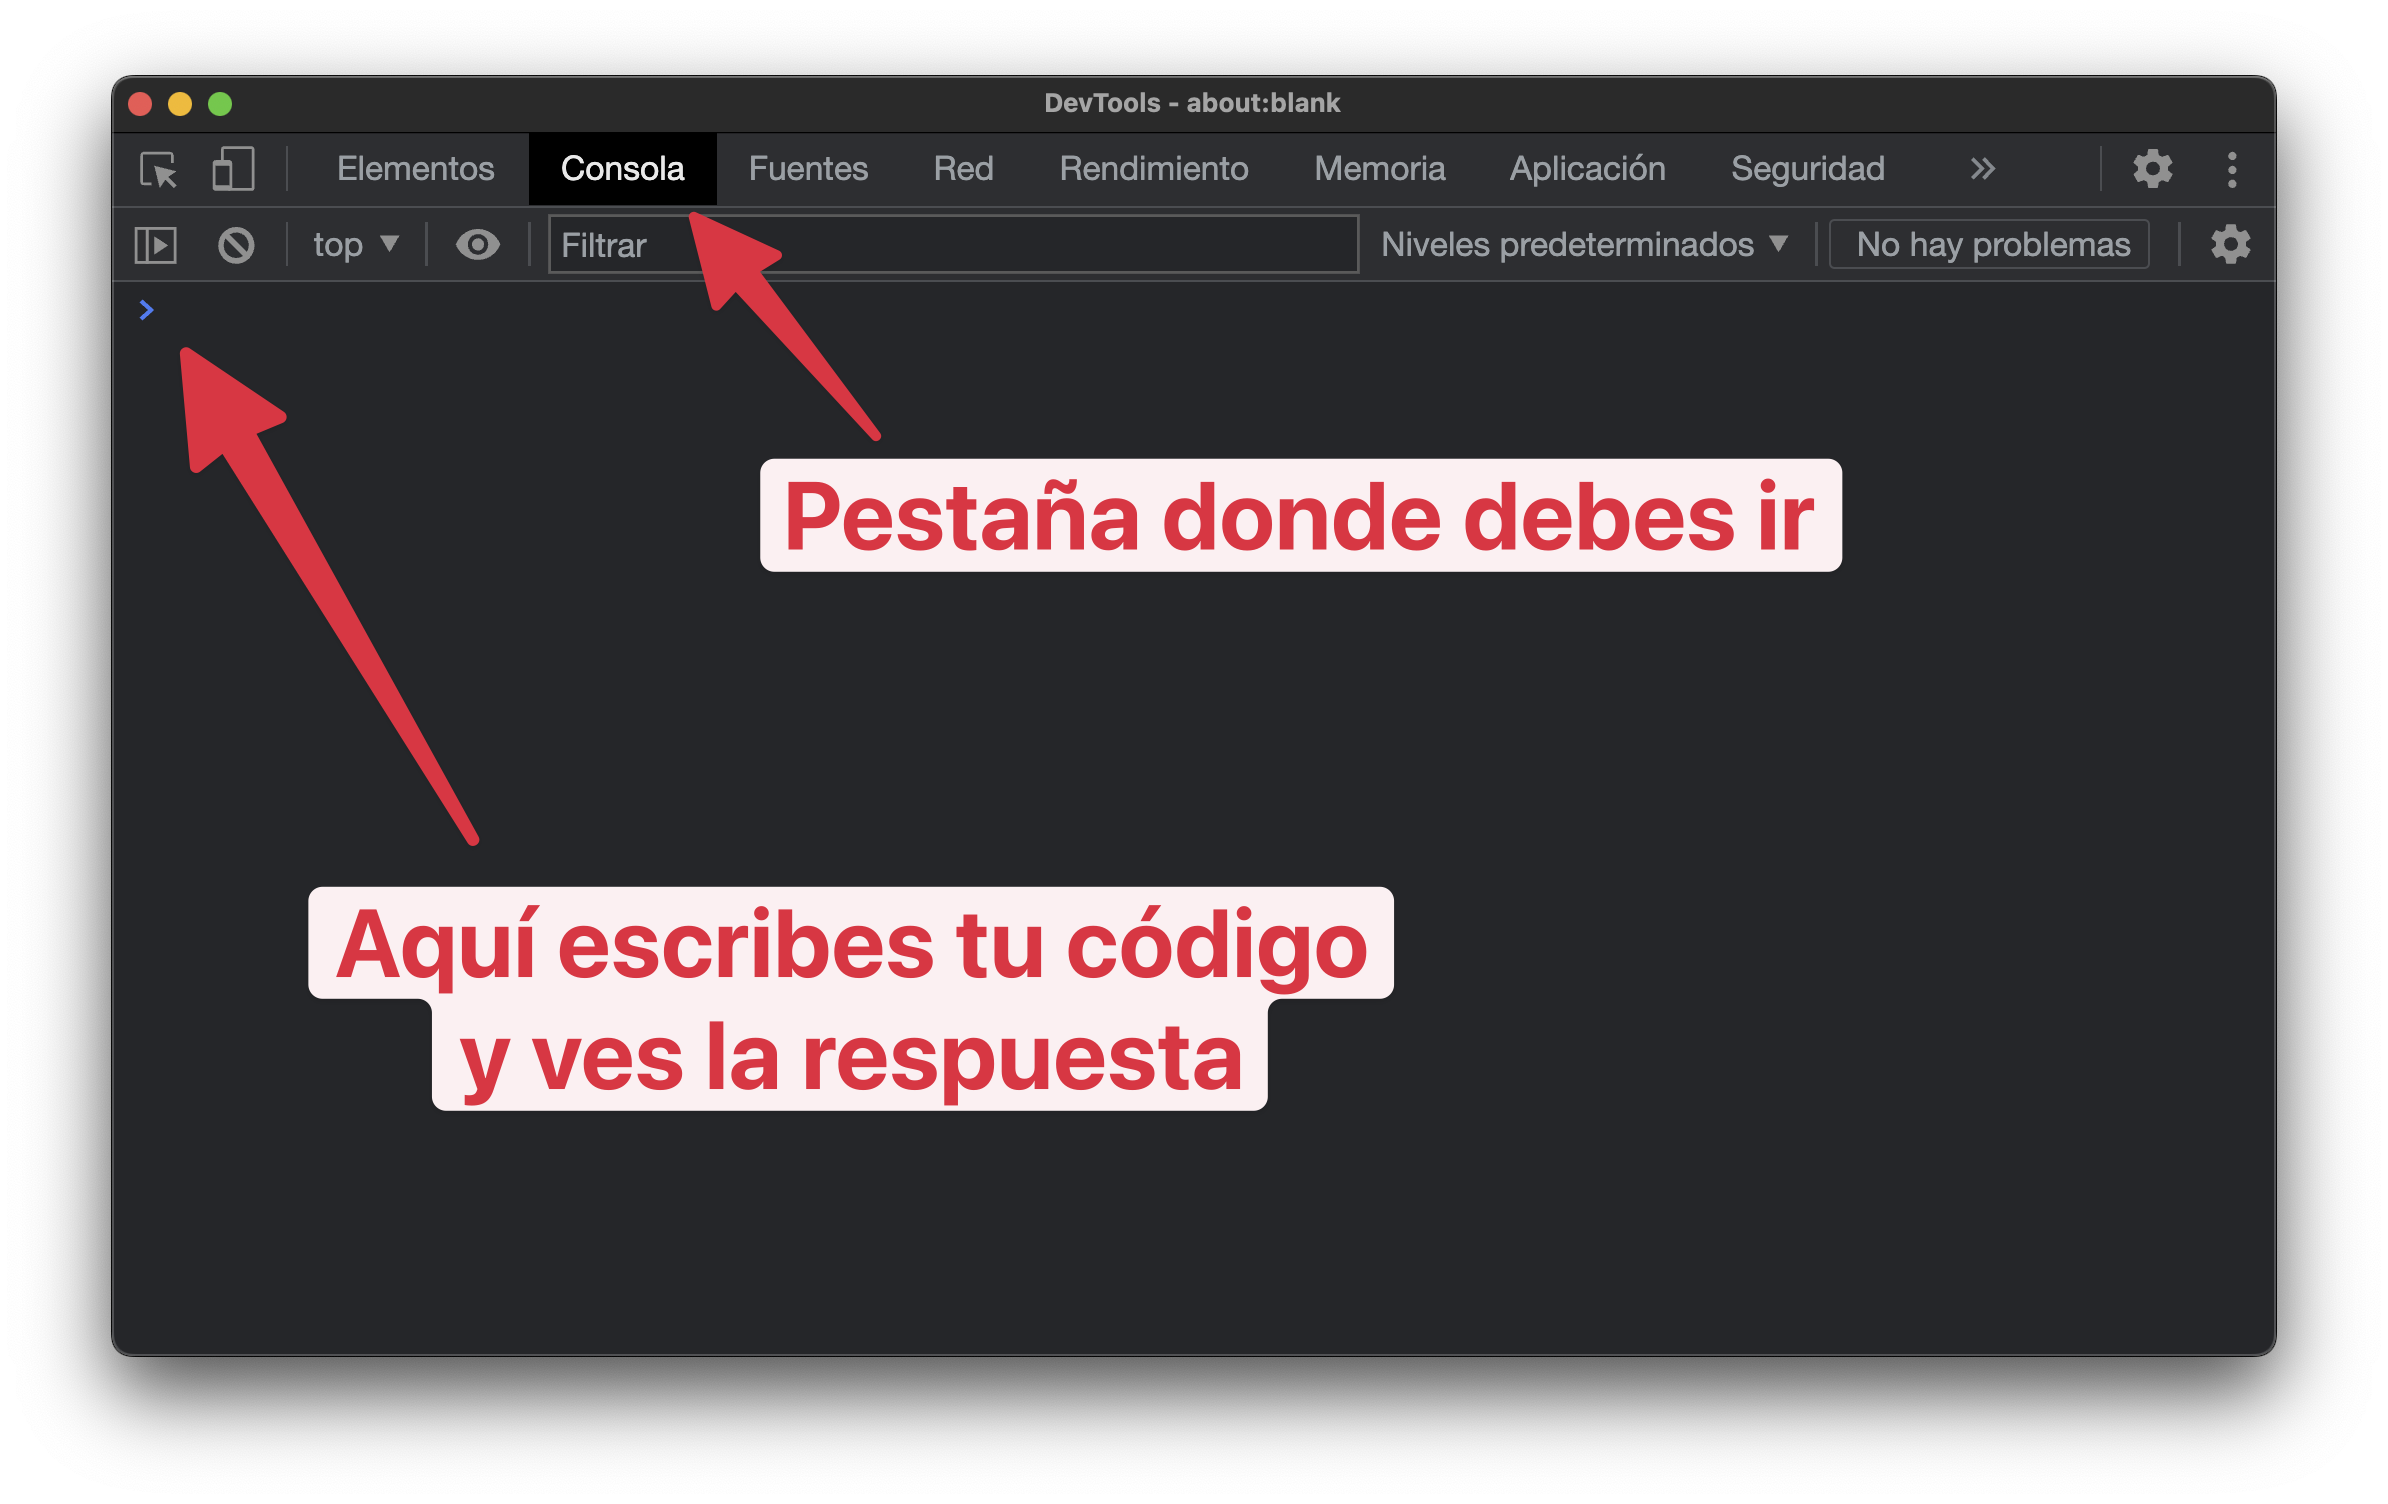 DevTools - about:blank
Elementos Consola Fuentes Red Rendimiento Memoria Aplicación Seguridad
top Filtrar Niveles predeterminados No hay problemas
Pestaña donde debes ir
Aquí escribes tu código
y ves la respuesta